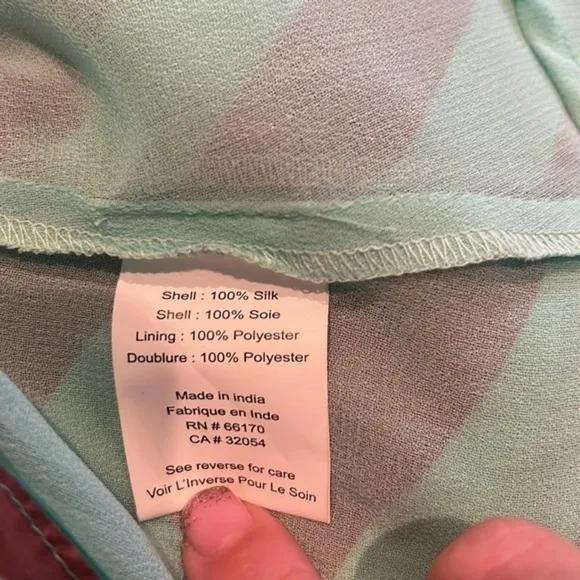 Shell : 100% Silk
Shell : 100% Soie
Lining : 100% Polyester
Doublure : 100% Polyester
Made in india
Fabrique en Inde
RN # 66170
CA # 32054
See reverse for care
Voir L'Inverse Pour Le Soin